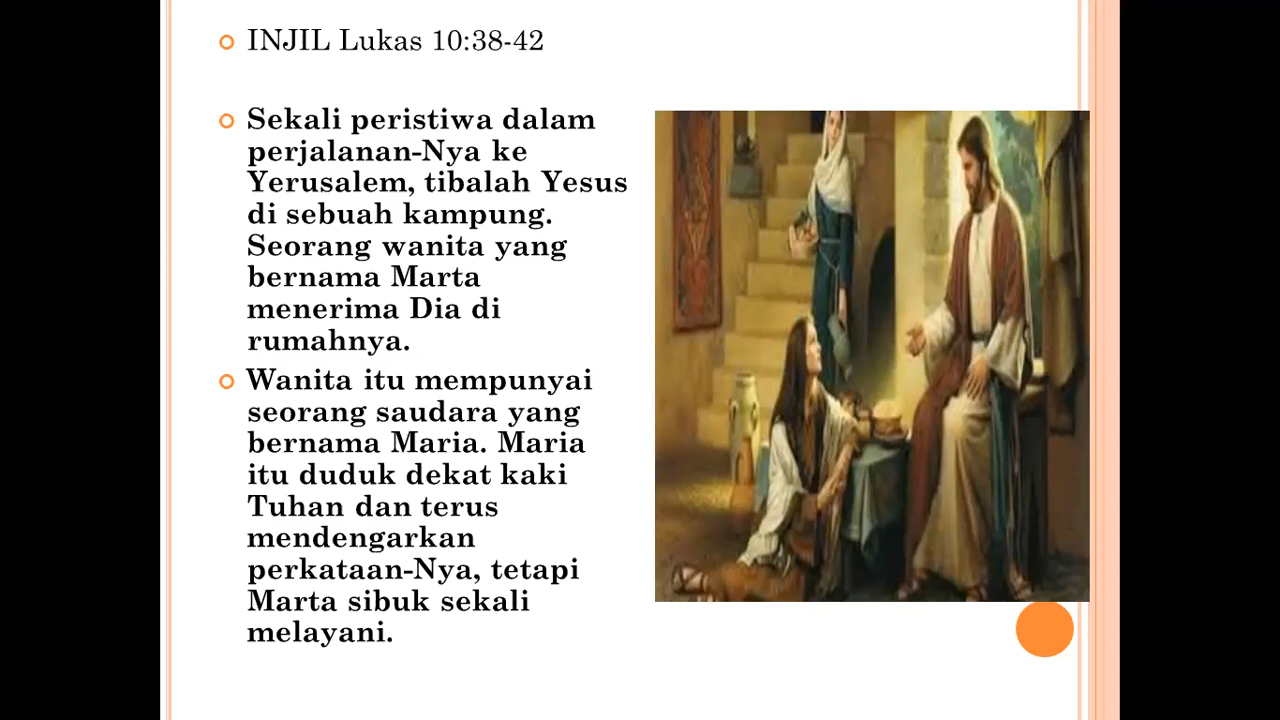 INJIL Lukas 10:38-42
Sekali peristiwa dalam
perjalanan-Nya ke
Yerusalem, tibalah Yesus
di sebuah kampung.
Seorang wanita yang
bernama Marta
menerima Dia di
rumahnya.
Wanita itu mempunyai
seorang saudara yang
bernama Maria. Maria
itu duduk dekat kaki
Tuhan dan terus
mendengarkan
perkataan-Nya, tetapi
Marta sibuk sekali
melayani.